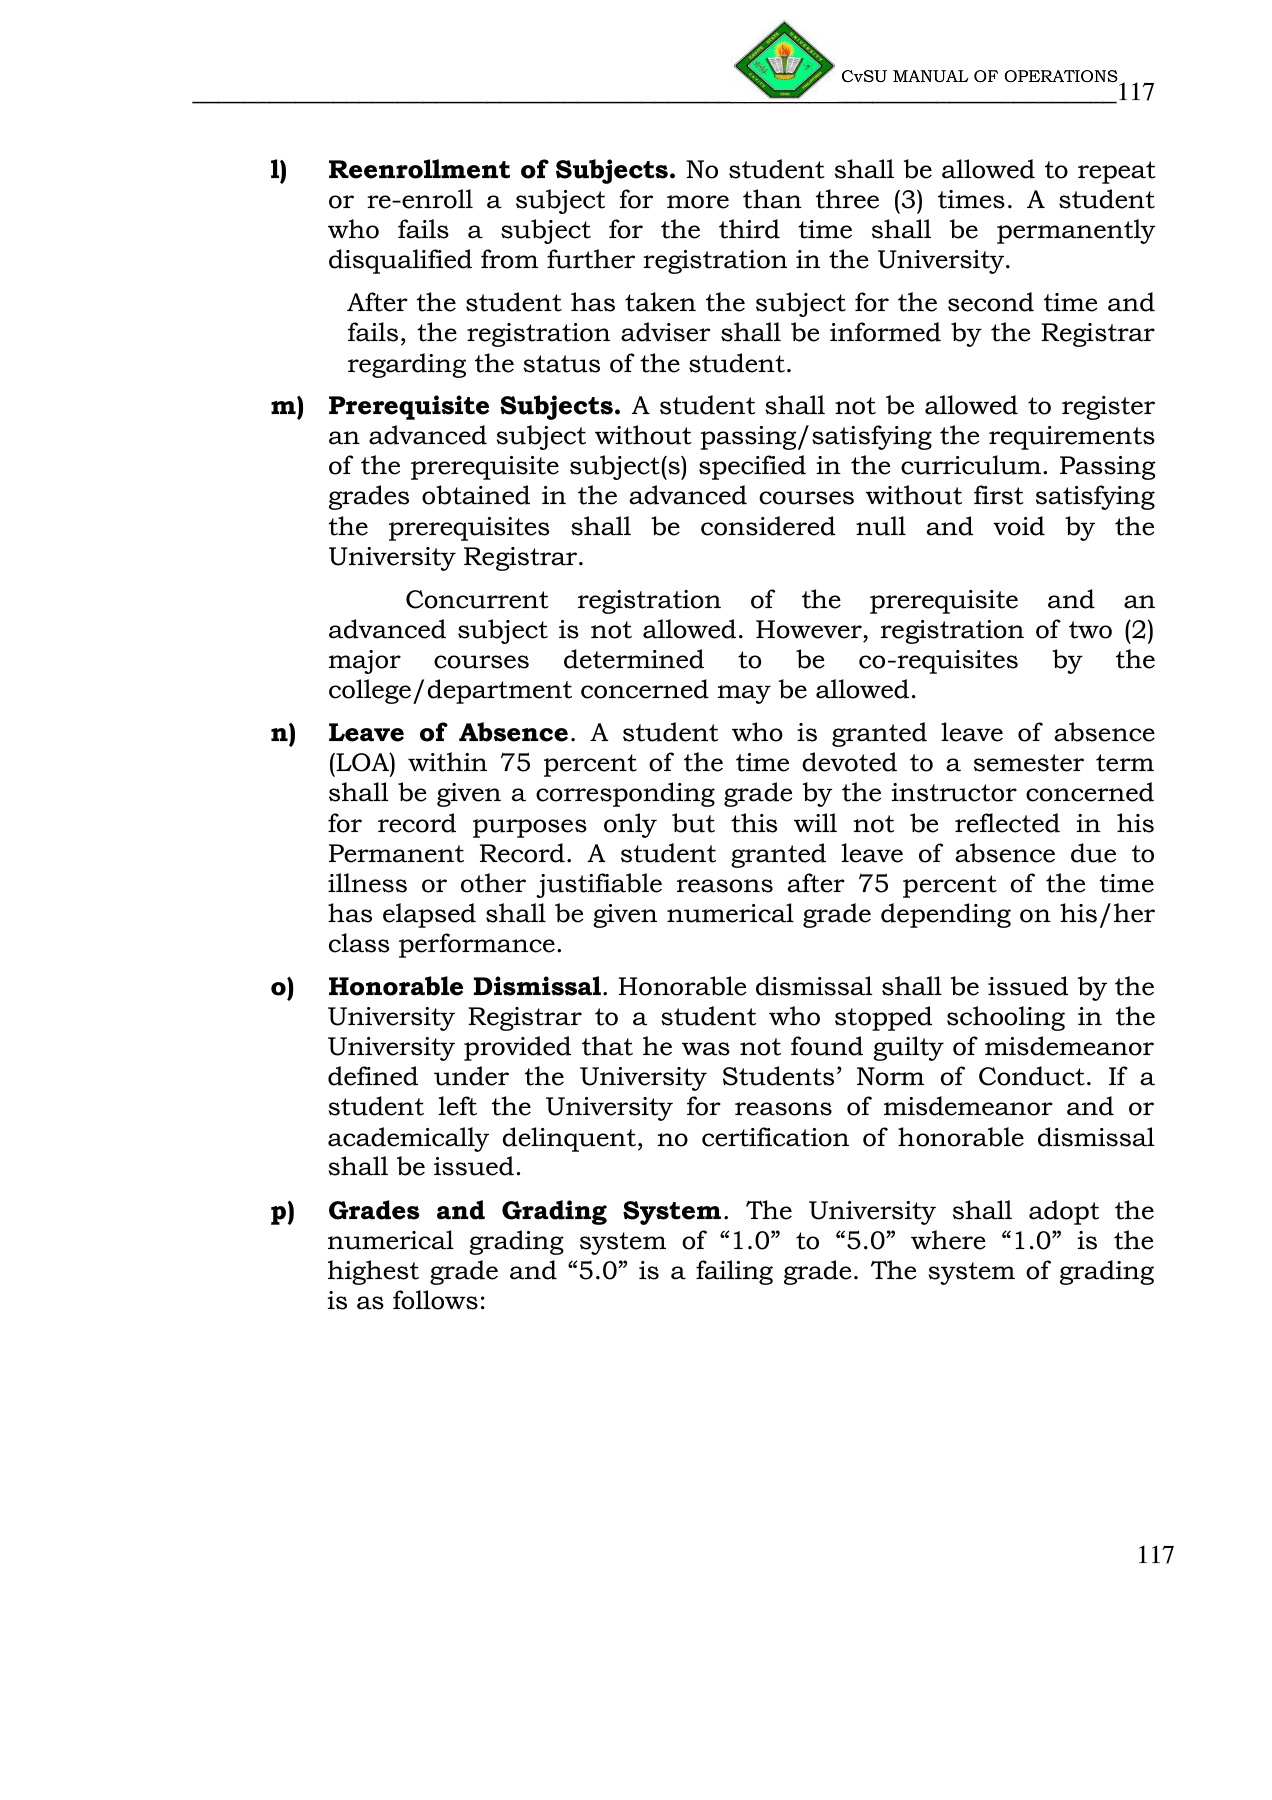 CvSU MANUAL OF OPERATIONS
117
l) Reenrollment of Subjects. No student shall be allowed to repeat
or re-enroll a subject for more than three (3) times. A student
who fails a subject for the third time shall be permanently
disqualified from further registration in the University.
After the student has taken the subject for the second time and
fails, the registration adviser shall be informed by the Registrar
regarding the status of the student.
m) Prerequisite Subjects. A student shall not be allowed to register
an advanced subject without passing/satisfying the requirements
of the prerequisite subject(s) specified in the curriculum. Passing
grades obtained in the advanced courses without first satisfying
the prerequisites shall be considered null and void by the
University Registrar.
Concurrent registration of the prerequisite and an
advanced subject is not allowed. However, registration of two (2)
major courses determined to be co-requisites by the
college/department concerned may be allowed.
n) Leave of Absence. A student who is granted leave of absence
(LOA) within 75 percent of the time devoted to a semester term
shall be given a corresponding grade by the instructor concerned
for record purposes only but this will not be reflected in his
Permanent Record. A student granted leave of absence due to
illness or other justifiable reasons after 75 percent of the time
has elapsed shall be given numerical grade depending on his/her
class performance.
o) Honorable Dismissal. Honorable dismissal shall be issued by the
University Registrar to a student who stopped schooling in the
University provided that he was not found guilty of misdemeanor
defined under the University Students’ Norm of Conduct. If a
student left the University for reasons of misdemeanor and or
academically delinquent, no certification of honorable dismissal
shall be issued.
p) Grades and Grading System. The University shall adopt the
numerical grading system of “1.0” to “5.0” where “1.0” is the
highest grade and “5.0” is a failing grade. The system of grading
is as follows:
117